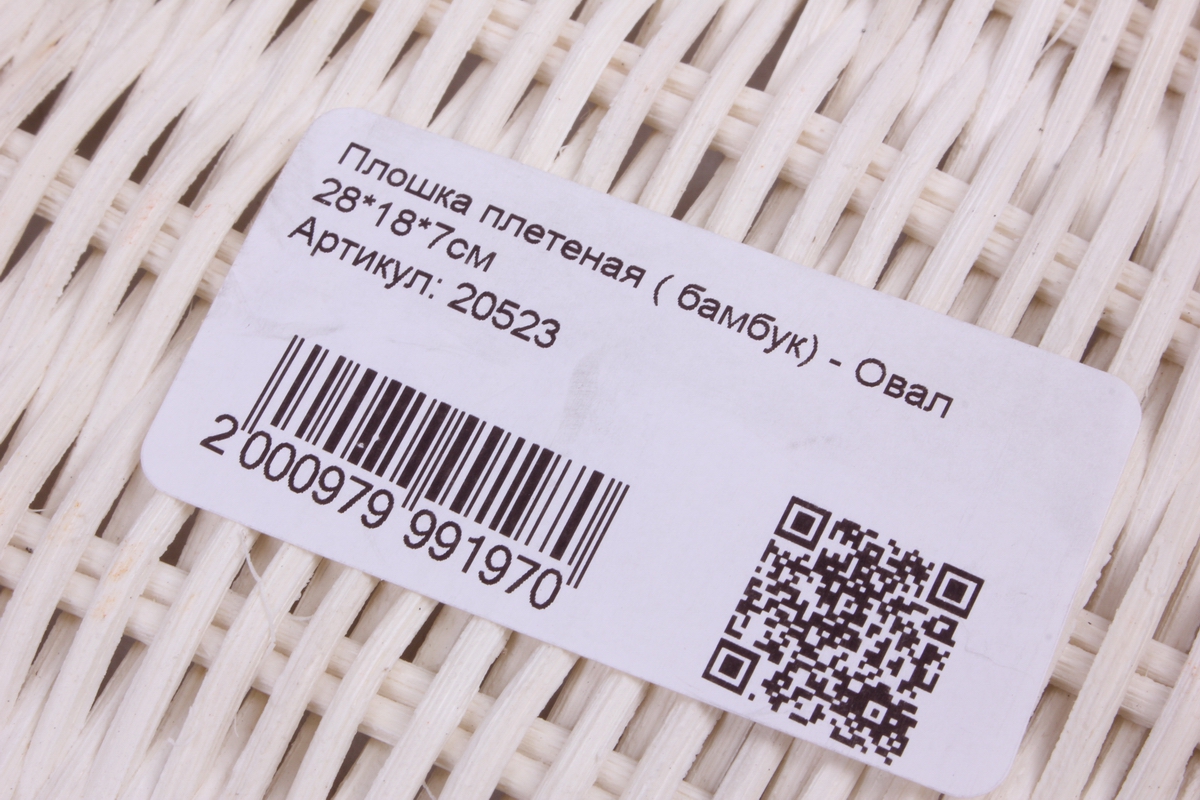 Плошка плетеная ( бамбук) - Овал
28*18*7см
Артикул: 20523
2 000979 991970